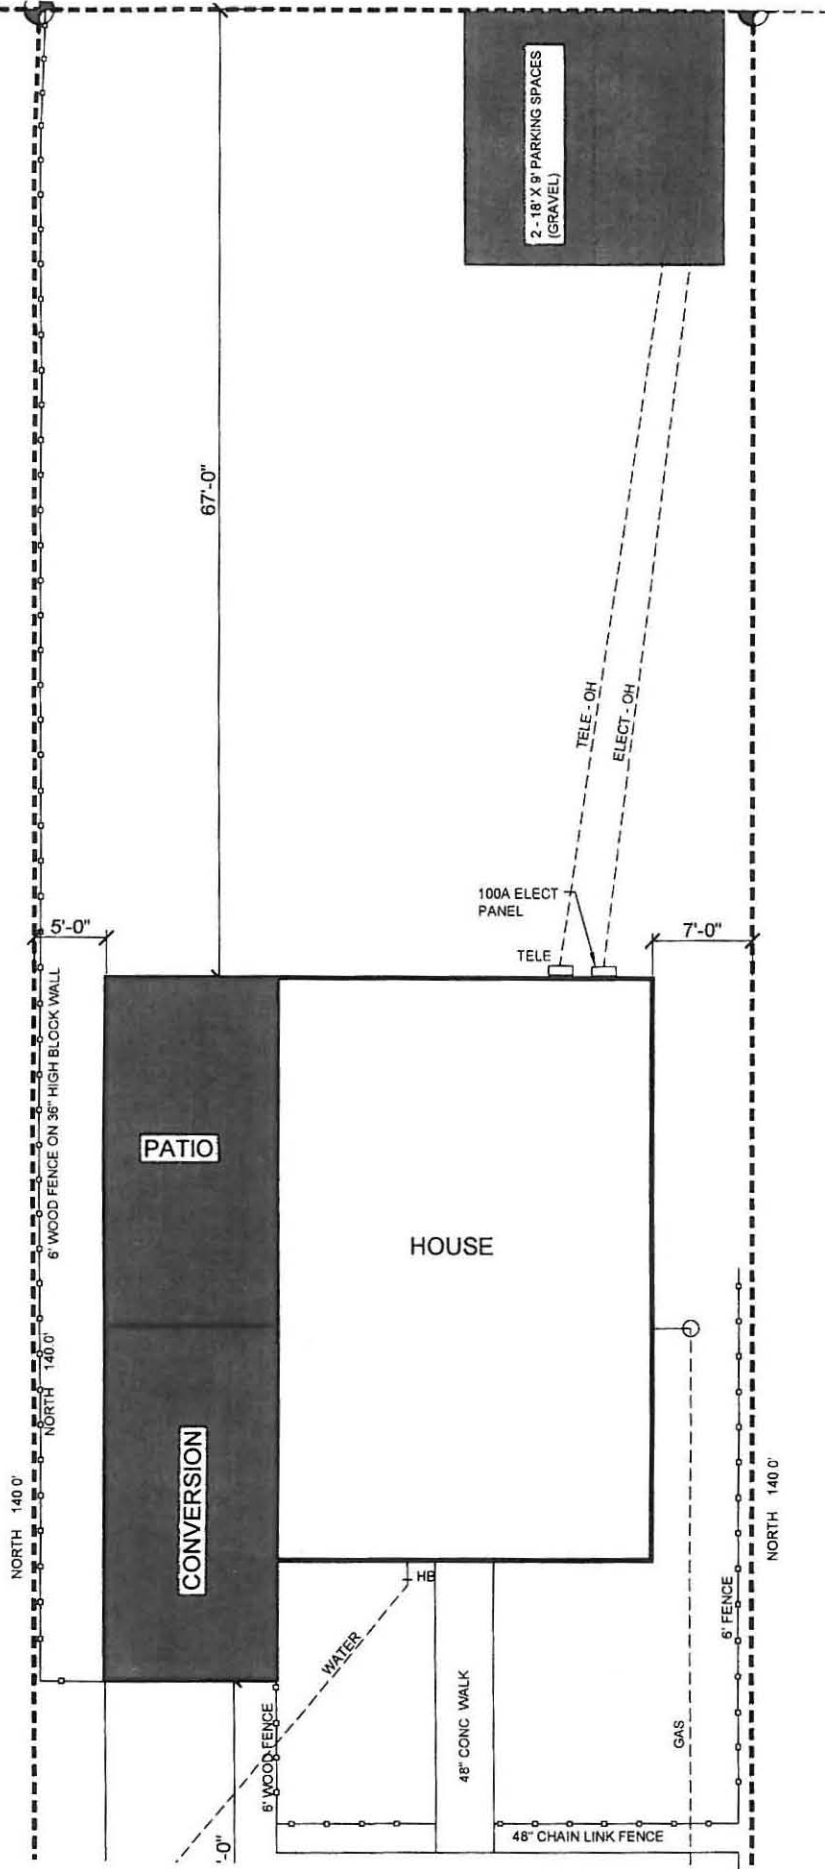 2 - 18' X 9' PARKING SPACES
(GRAVEL)
67'-0"
TELE - OH
ELECT - OH
100A ELECT
PANEL
5'-0"
7'-0"
TELE
6' WOOD FENCE ON 36" HIGH BLOCK WALL
PATIO
HOUSE
NORTH 140.0'
CONVERSION
NORTH 140 0'
NORTH 140 0'
HB
6' FENCE
WATER
48" CONC WALK
GAS
6' WOOD FENCE
'-0"
48" CHAIN LINK FENCE